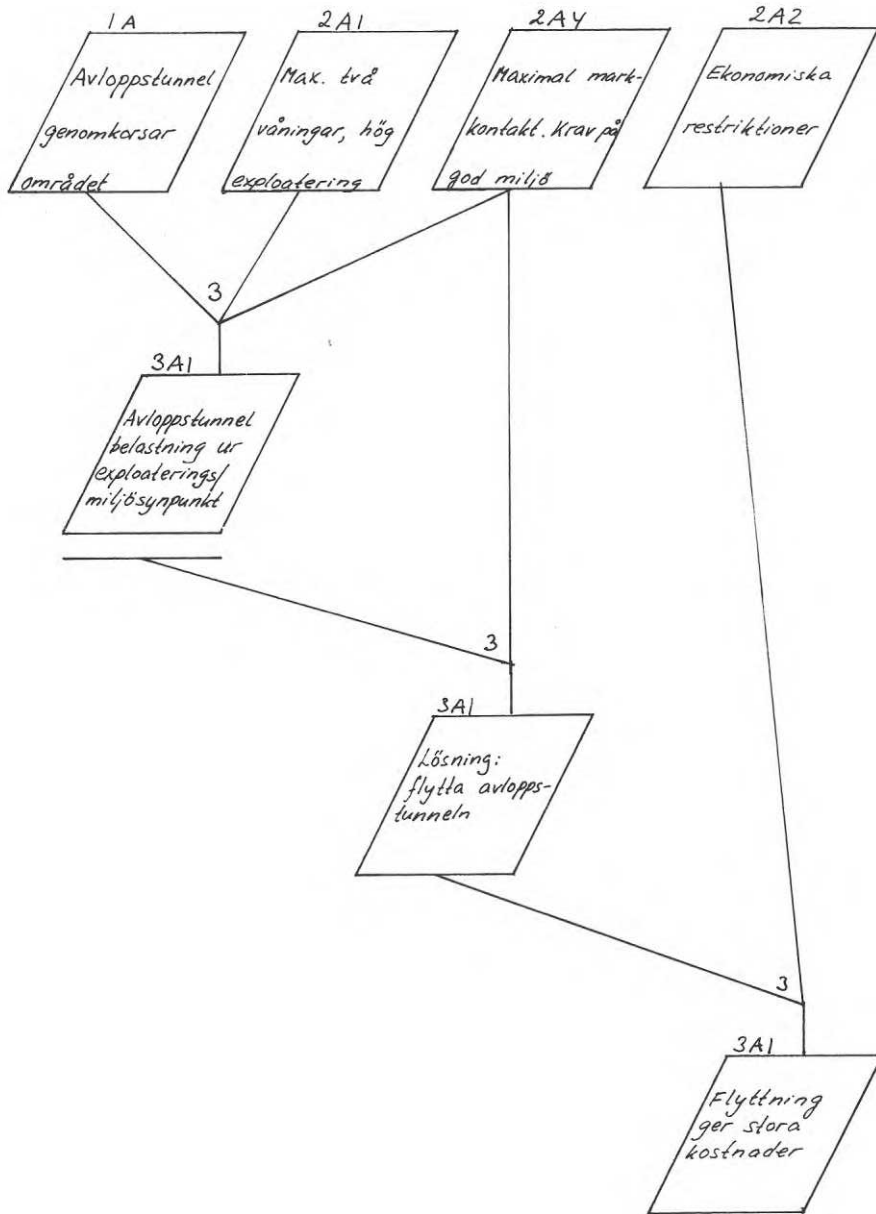 1A
Avloppstunnel
genomkorsar
området
2A1
Max. två
våningar, hög
exploatering
2A4
Maximal mark-
kontakt. Krav på
god miljö
2A2
Ekonomiska
restriktioner
3
3A1
Avloppstunnel
belastning ur
exploaterings/
miljösynpunkt
3
3A1
Lösning:
flytta avlopps-
tunneln
3
3A1
Flyttning
ger stora
kostnader